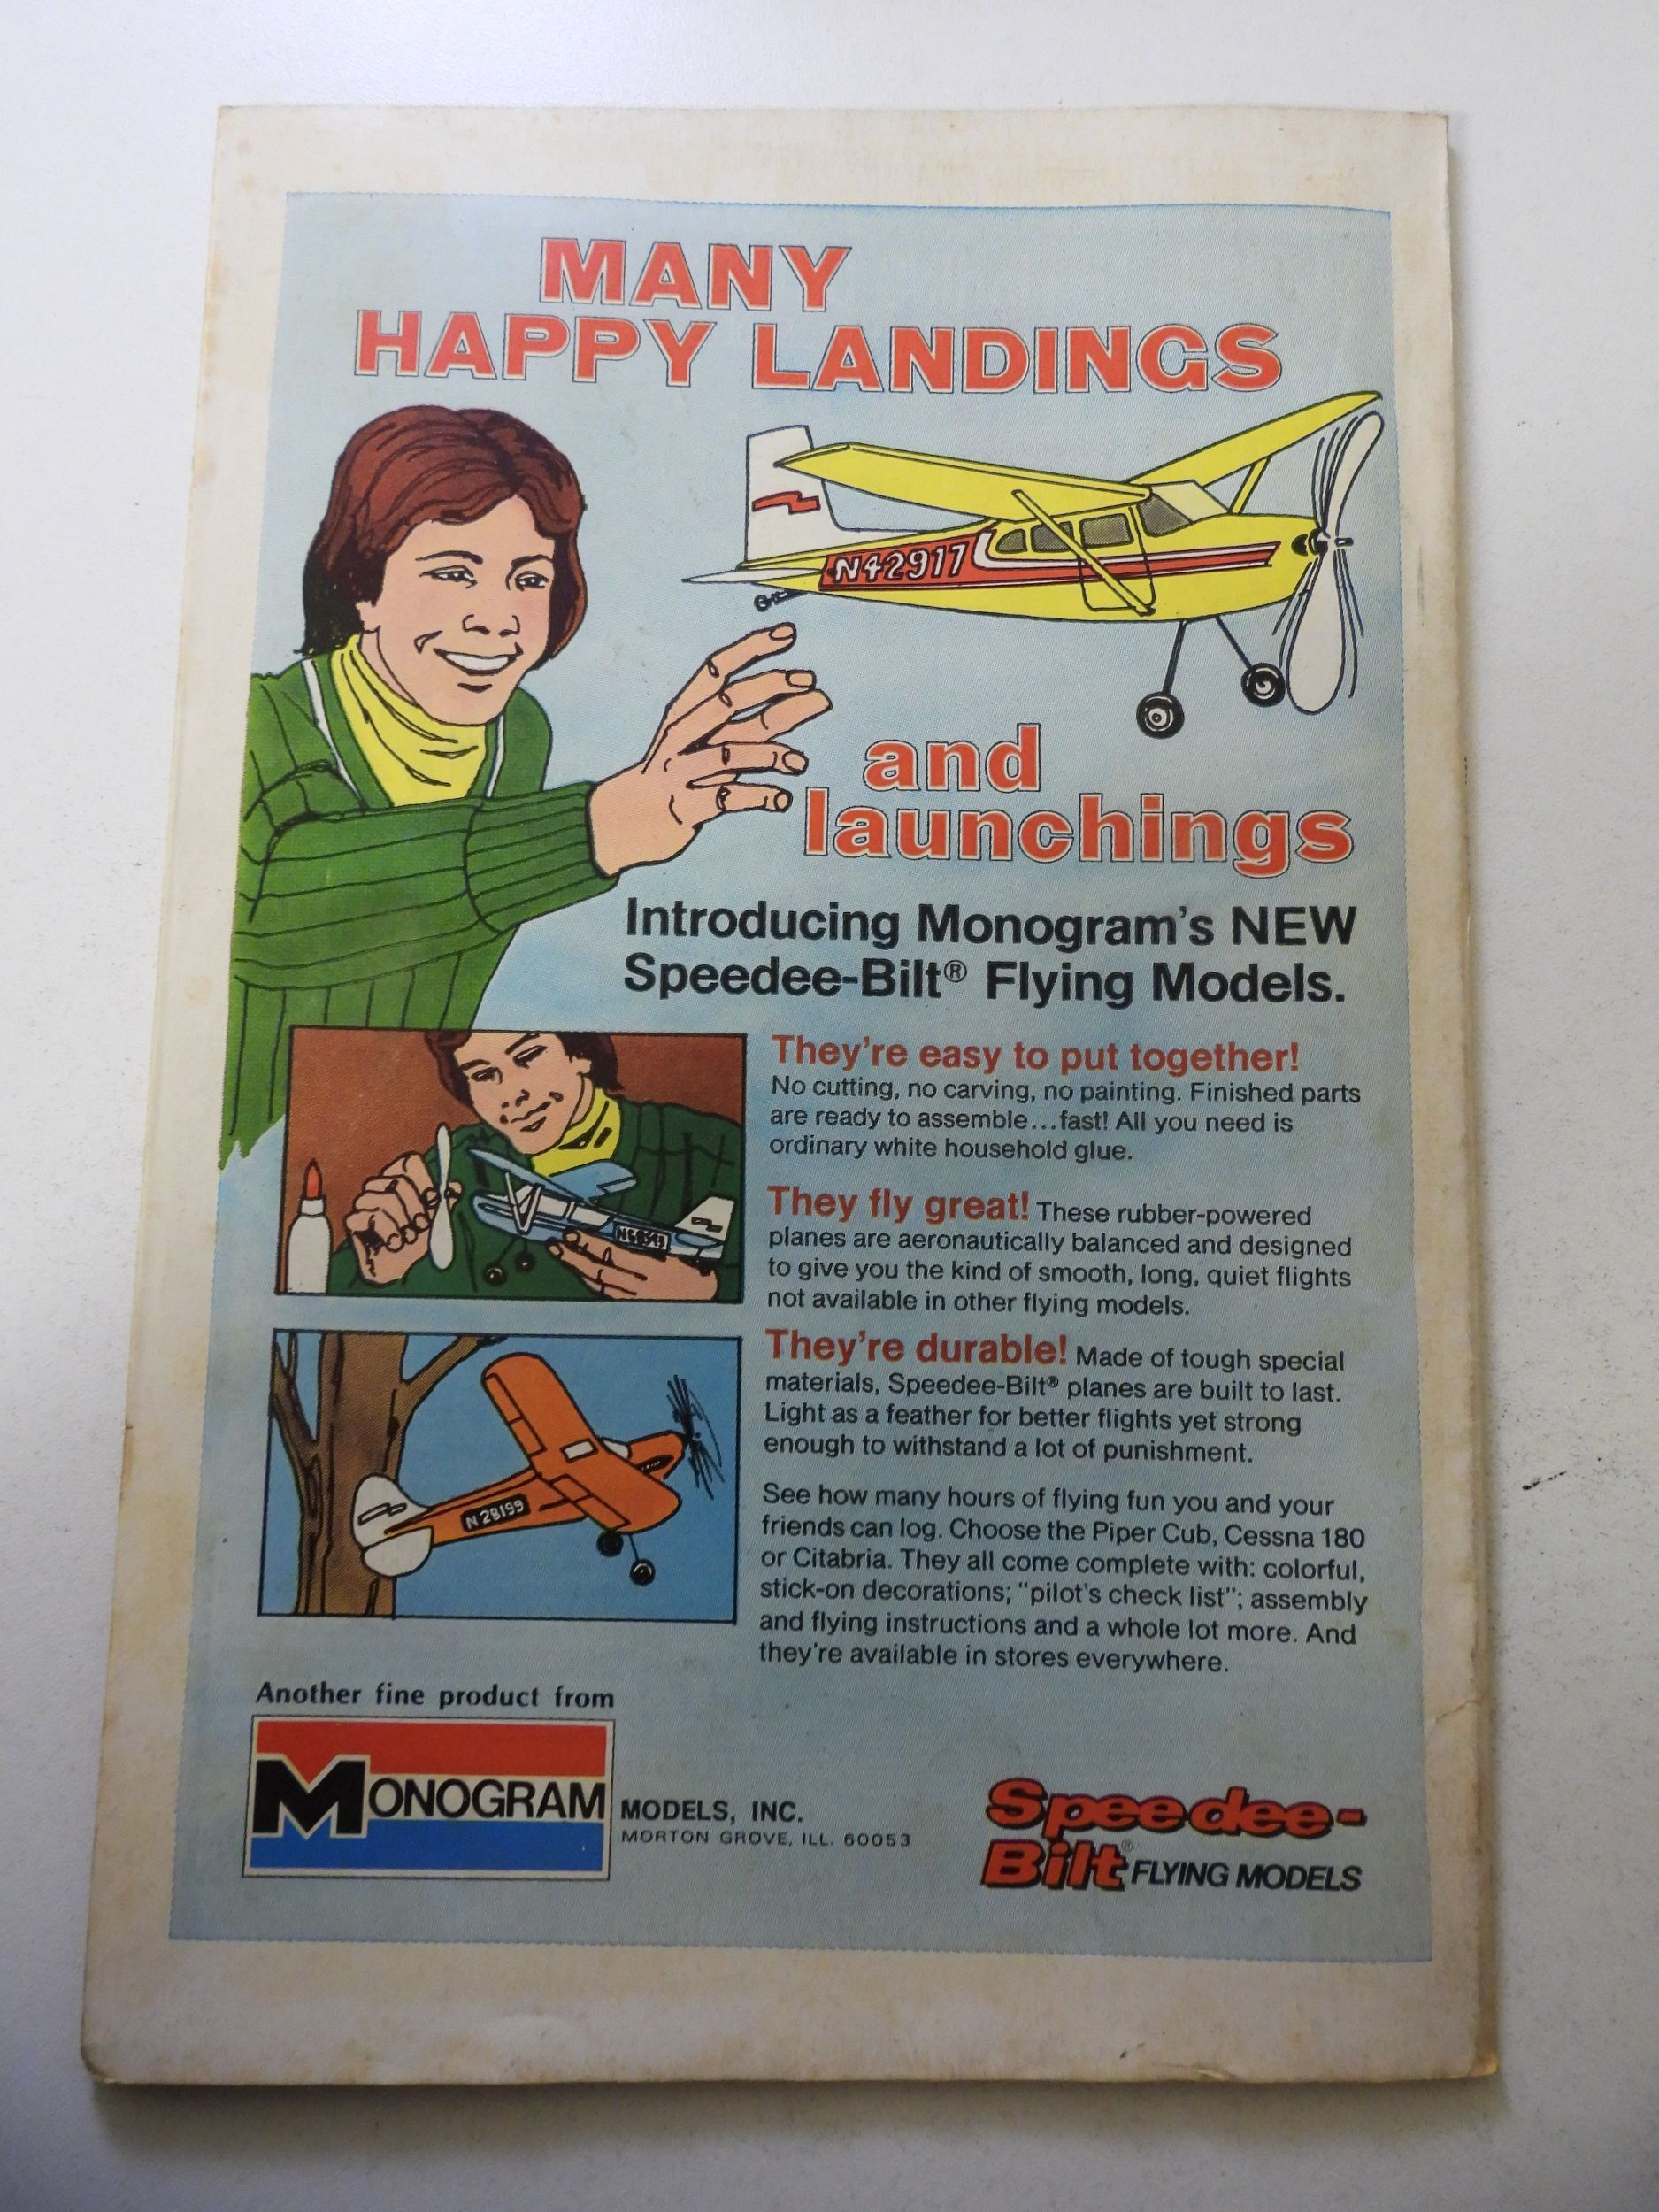 MANY
HAPPY LANDINGS
N42917
and
launchings
Introducing Monogram's NEW
Speedee-Bilt® Flying Models.
They're easy to put together!
No cutting, no carving, no painting. Finished parts
are ready to assemble...fast! All you need is
ordinary white household glue.
They fly great! These rubber-powered
planes are aeronautically balanced and designed
to give you the kind of smooth, long, quiet flights
not available in other flying models.
They're durable! Made of tough special
materials, Speedee-Bilt® planes are built to last.
Light as a feather for better flights yet strong
enough to withstand a lot of punishment.
N 28199
See how many hours of flying fun you and your
friends can log. Choose the Piper Cub, Cessna 180
or Citabria. They all come complete with: colorful,
stick-on decorations; "pilot's check list"; assembly
and flying instructions and a whole lot more. And
they're available in stores everywhere.
Another fine product from
MONOGRAM MODELS, INC.
MORTON GROVE, ILL. 60053
Speedee-
Bilt® FLYING MODELS